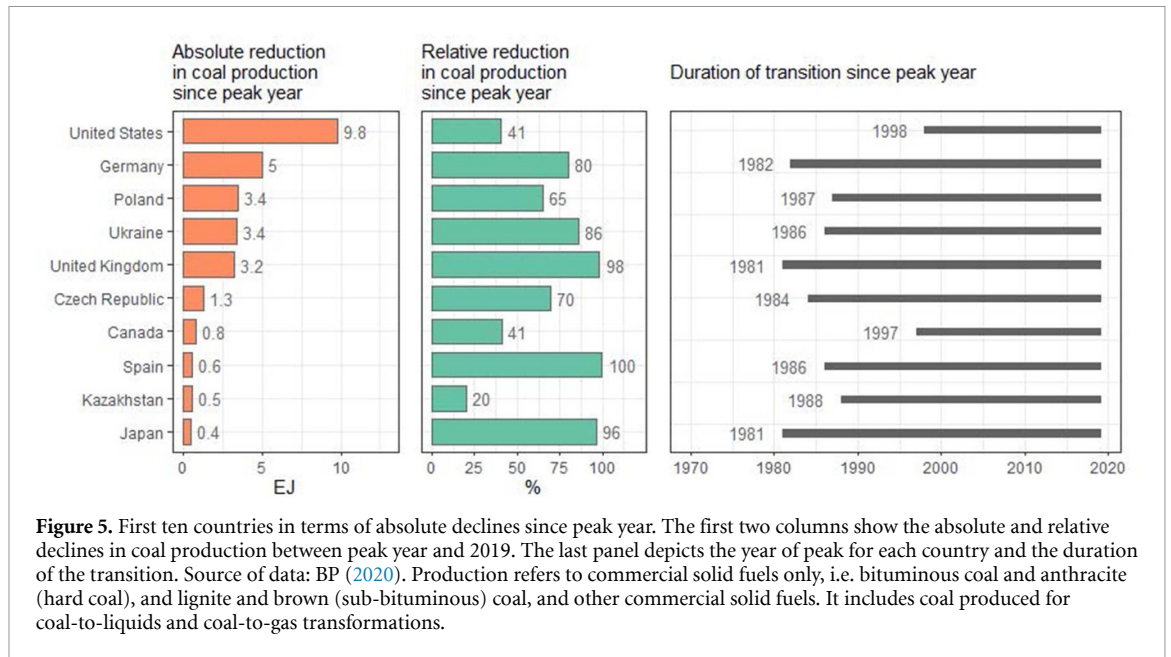 Absolute reduction
in coal production
since peak year
Relative reduction
in coal production
since peak year
Duration of transition since peak year
United States 9.8 41 1998
Germany 5 80 1982
Poland 3.4 65 1987
Ukraine 3.4 86 1986
United Kingdom 3.2 98 1981
Czech Republic 1.3 70 1984
Canada 0.8 41 1997
Spain 0.6 100 1986
Kazakhstan 0.5 20 1988
Japan 0.4 96 1981
0 5 10 0 25 50 75 100 1970 1980 1990 2000 2010 2020
EJ %
Figure 5. First ten countries in terms of absolute declines since peak year. The first two columns show the absolute and relative
declines in coal production between peak year and 2019. The last panel depicts the year of peak for each country and the duration
of the transition. Source of data: BP (2020). Production refers to commercial solid fuels only, i.e. bituminous coal and anthracite
(hard coal), and lignite and brown (sub-bituminous) coal, and other commercial solid fuels. It includes coal produced for
coal-to-liquids and coal-to-gas transformations.